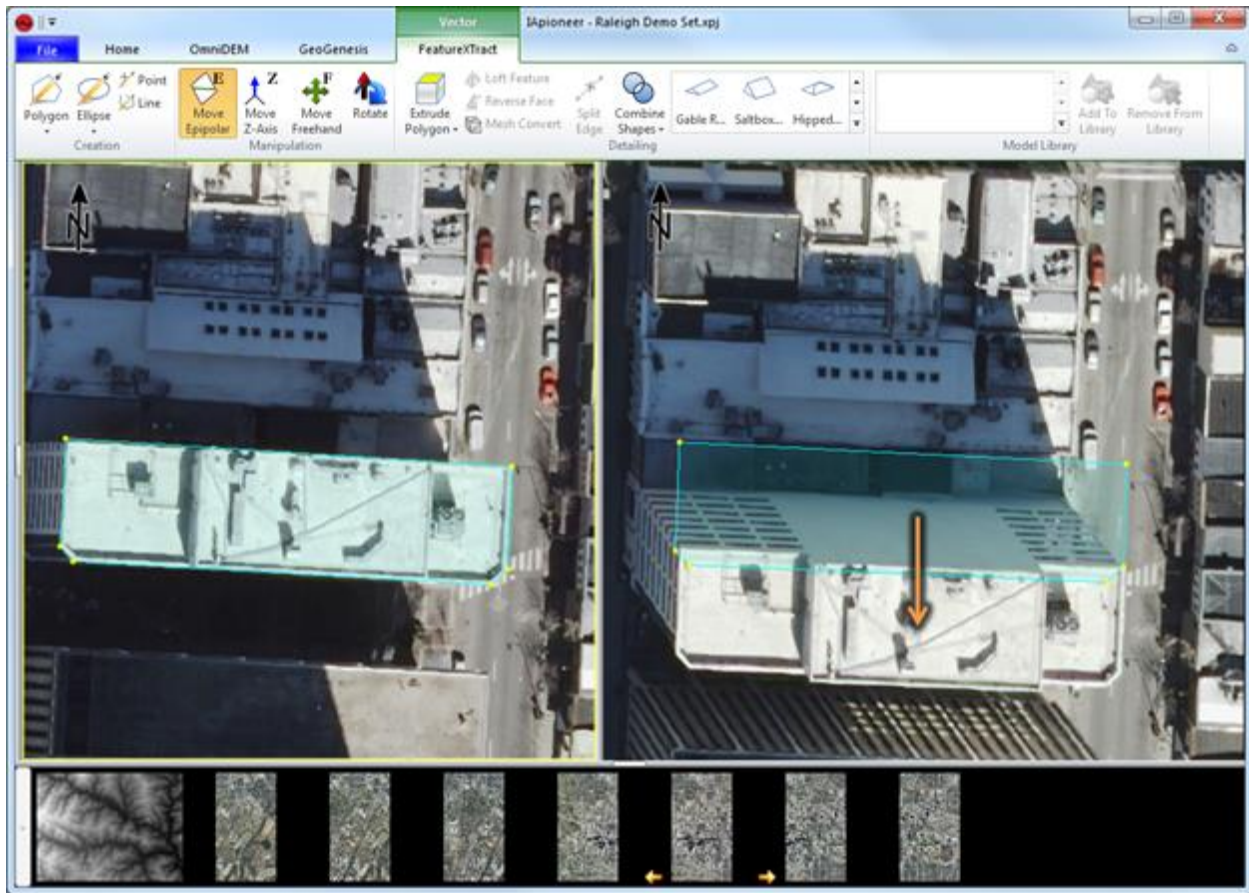 Vector
IApioneer - Raleigh Demo Set.xpj
File
Home
OmniDEM
GeoGenesis
FeatureXTract
Polygon
Ellipse
Point
Line
Creation
E
Move
Epipolar
Z
Move
Z-Axis
F
Move
Freehand
Rotate
Manipulation
Extrude
Polygon
Loft Feature
Reverse Face
Mesh Convert
Split
Edge
Combine
Shapes
Gable R...
Saltbox...
Hipped...
Detailing
Add To
Library
Remove From
Library
Model Library
N
N